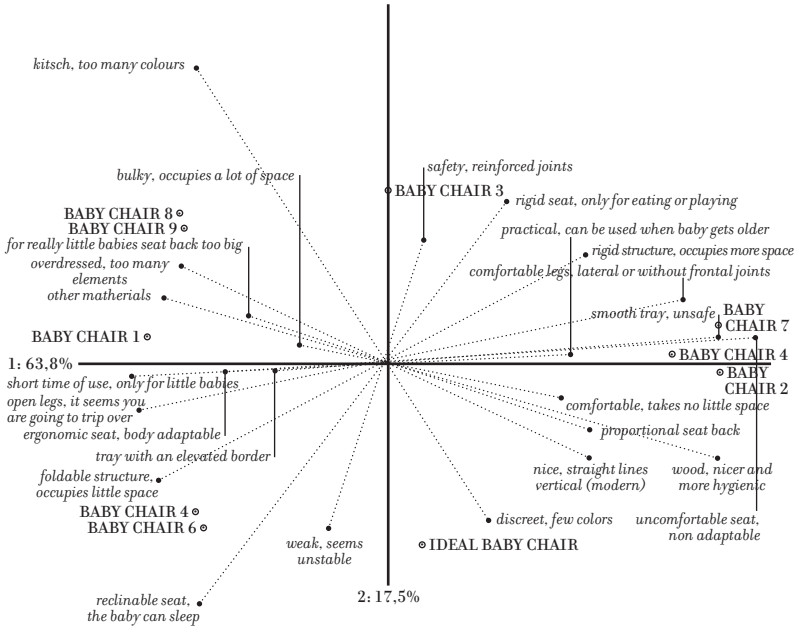 kitsch, too many colours
bulky, occupies a lot of space
safety, reinforced joints
BABY CHAIR 3
rigid seat, only for eating or playing
BABY CHAIR 8
BABY CHAIR 9
practical, can be used when baby gets older
for really little babies seat back too big
rigid structure, occupies more space
overdressed, too many
elements
comfortable legs, lateral or without frontal joints
other matherials
smooth tray, unsafe
BABY
CHAIR 7
BABY CHAIR 1
BABY CHAIR 4
1: 63,8%
BABY
CHAIR 2
short time of use, only for little babies
open legs, it seems you
are going to trip over
comfortable, takes no little space
ergonomic seat, body adaptable
proportional seat back
tray with an elevated border
foldable structure,
occupies little space
nice, straight lines
vertical (modern)
wood, nicer and
more hygienic
BABY CHAIR 4
BABY CHAIR 6
discreet, few colors
uncomfortable seat,
non adaptable
weak, seems
unstable
IDEAL BABY CHAIR
2: 17,5%
reclinable seat,
the baby can sleep